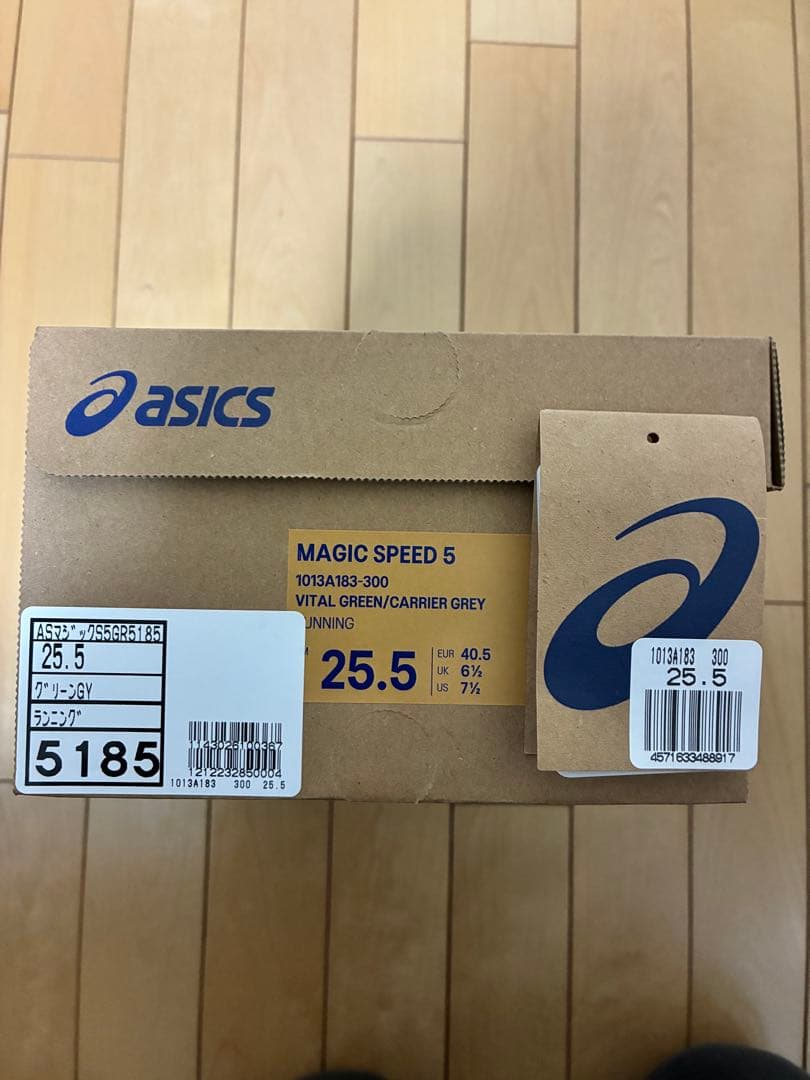 asics
MAGIC SPEED 5
1013A183-300
VITAL GREEN/CARRIER GREY
UNNING
25.5
EUR 40.5
UK 6½
US 7½
ASマジックS5GR5185
25.5
グリーンGY
ランニング
5185
1143026100367
1212232850004
1013A183 300 25.5
1013A183 300
25.5
4571633488917